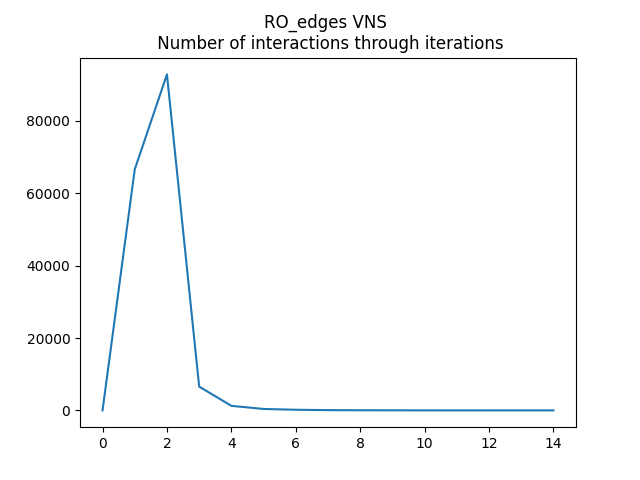 RO_edges VNS
Number of interactions through iterations
80000
60000
40000
20000
0
0 2 4 6 8 10 12 14